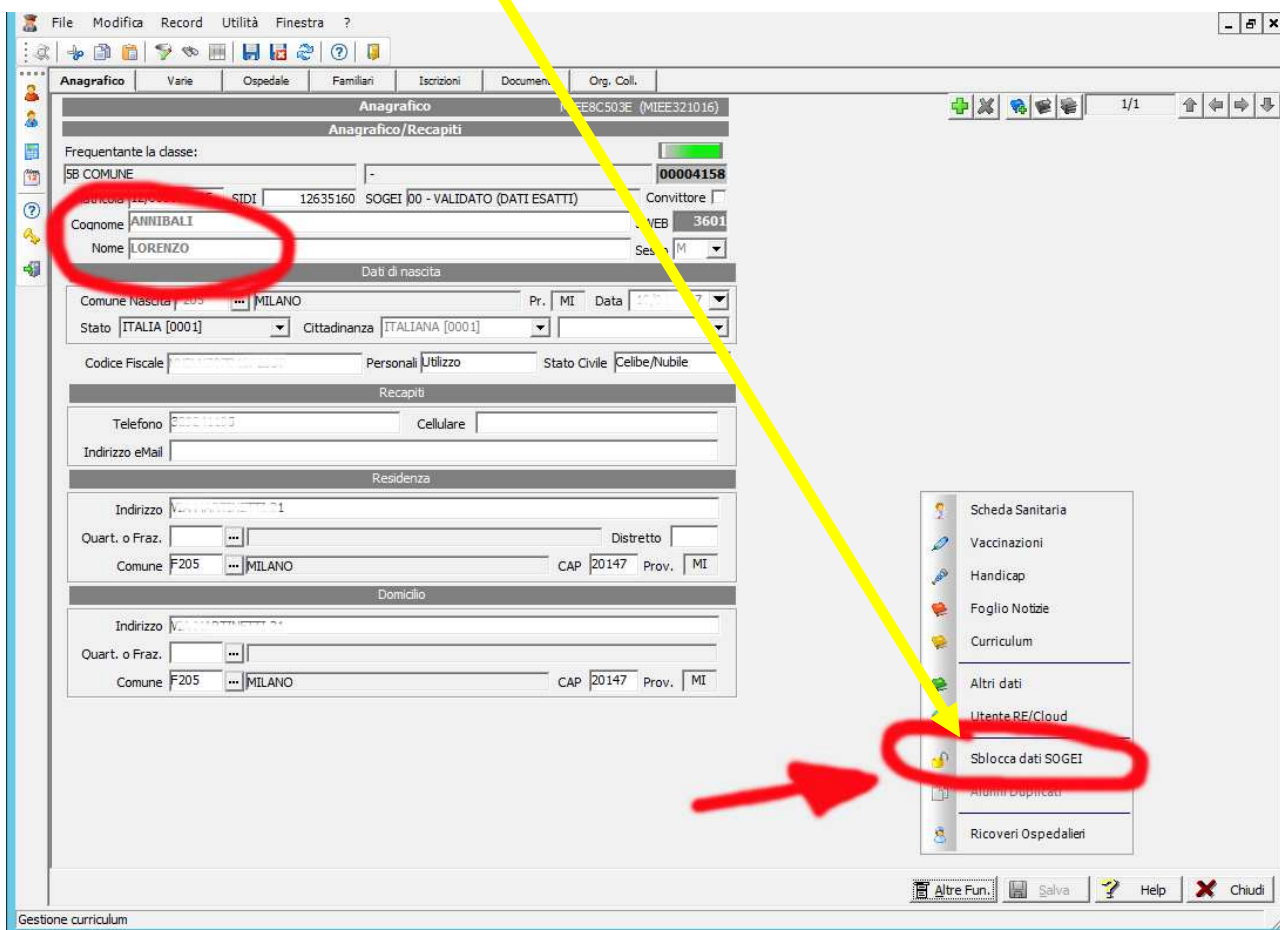 File Modifica Record Utilità Finestra ?
Anagrafico Varie Ospedale Familiari Iscrizioni Org. Coll.
Anagrafico (MIEE321016)
1/1
Anagrafico/Recapiti
Frequentante la classe:
5B COMUNE - 00004158
SIDI 12635160 SOGEI 00 - VALIDATO (DATI ESATTI) Convittore
Cognome ANNIBALI 3601
Nome LORENZO M
Dati di nascita
Comune Nascita MILANO Pr. MI Data
Stato ITALIA [0001] Cittadinanza ITALIANA [0001]
Codice Fiscale Personali Utilizzo Stato Civile Celibe/Nubile
Recapiti
Telefono Cellulare
Indirizzo eMail
Residenza
Indirizzo
Quart. o Fraz. Distretto
Comune F205 ... MILANO CAP 20147 Prov. MI
Domicilio
Indirizzo
Quart. o Fraz.
Comune F205 ... MILANO CAP 20147 Prov. MI
Scheda Sanitaria
Vaccinazioni
Handicap
Foglio Notizie
Curriculum
Altri dati
Utente RE/Cloud
Sblocca dati SOGEI
Alunni Duplicati
Ricoveri Ospedalieri
Altre Fun. Salva Help Chiudi
Gestione curriculum